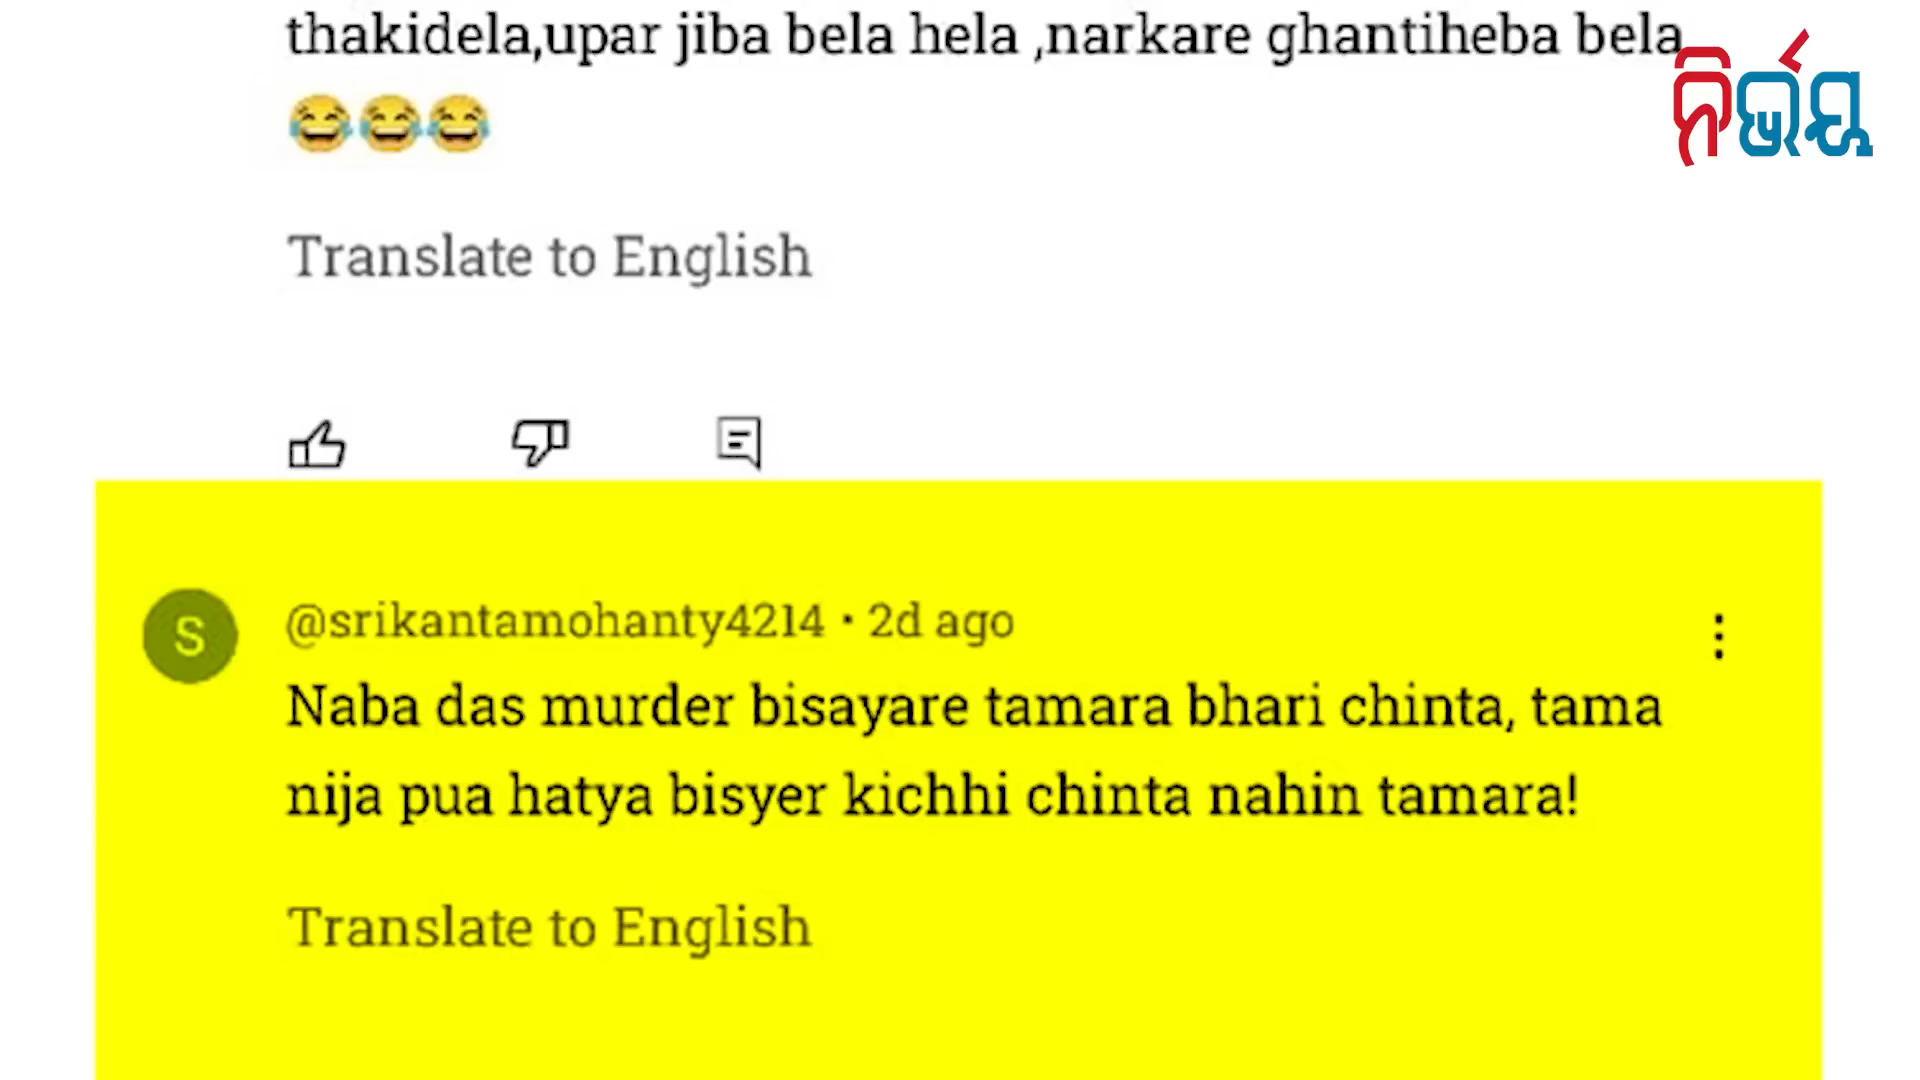 thakidela,upar jiba bela hela ,narkare ghantiheba bela
😂😂😂
ନିର୍ଭୟ
Translate to English
S
@srikantamohanty4214 • 2d ago
Naba das murder bisayare tamara bhari chinta, tama
nija pua hatya bisyer kichhi chinta nahin tamara!
Translate to English